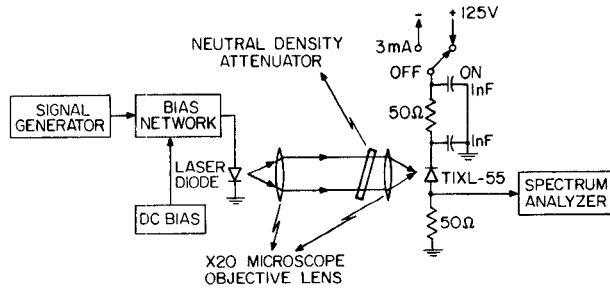 - +125V
3mA
NEUTRAL DENSITY
ATTENUATOR
OFF ON
1nF
SIGNAL
GENERATOR
BIAS
NETWORK
50Ω
1nF
LASER
DIODE
TIXL-55
SPECTRUM
ANALYZER
DC BIAS
50Ω
X20 MICROSCOPE
OBJECTIVE LENS